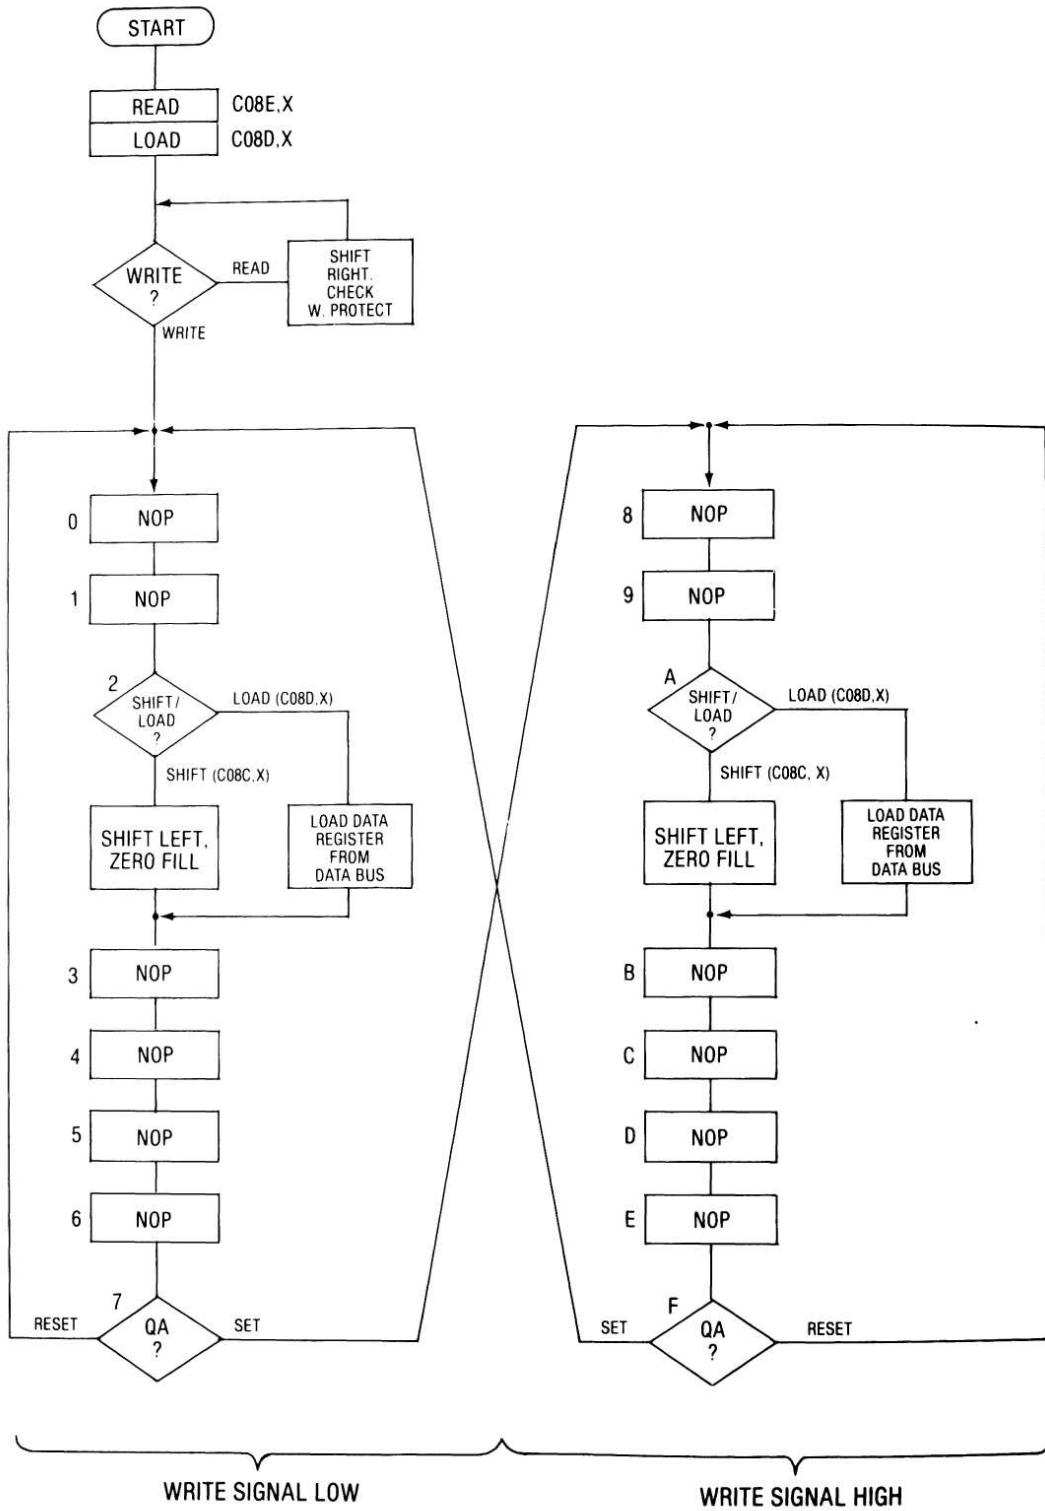 START
READ C08E,X
LOAD C08D,X
WRITE
?
READ
SHIFT
RIGHT.
CHECK
W. PROTECT
WRITE
0 NOP
1 NOP
2
SHIFT/
LOAD
?
LOAD (C08D,X)
SHIFT (C08C,X)
SHIFT LEFT,
ZERO FILL
LOAD DATA
REGISTER
FROM
DATA BUS
3 NOP
4 NOP
5 NOP
6 NOP
7
QA
?
RESET
SET
WRITE SIGNAL LOW
8 NOP
9 NOP
A
SHIFT/
LOAD
?
LOAD (C08D,X)
SHIFT (C08C, X)
SHIFT LEFT,
ZERO FILL
LOAD DATA
REGISTER
FROM
DATA BUS
B NOP
C NOP
D NOP
E NOP
F
QA
?
SET
RESET
WRITE SIGNAL HIGH